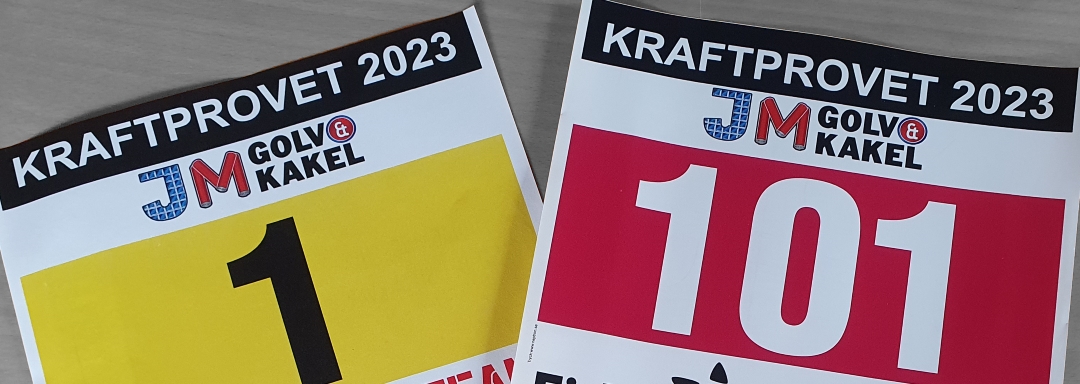 KRAFTPROVET 2023
JM GOLV &
KAKEL
1
KRAFTPROVET 2023
JM GOLV &
KAKEL
101